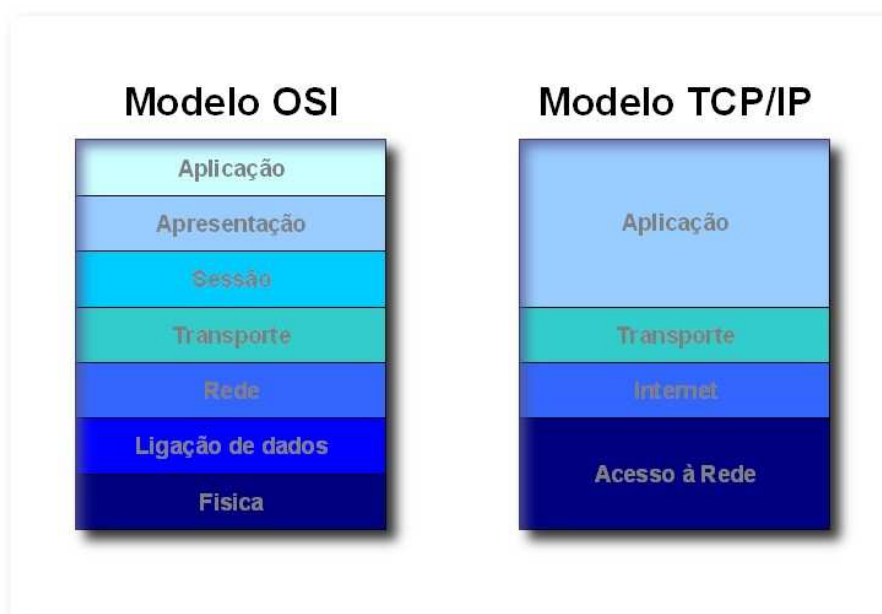 Modelo OSI
Aplicação
Apresentação
Sessão
Transporte
Rede
Ligação de dados
Fisica
Modelo TCP/IP
Aplicação
Transporte
Internet
Acesso à Rede